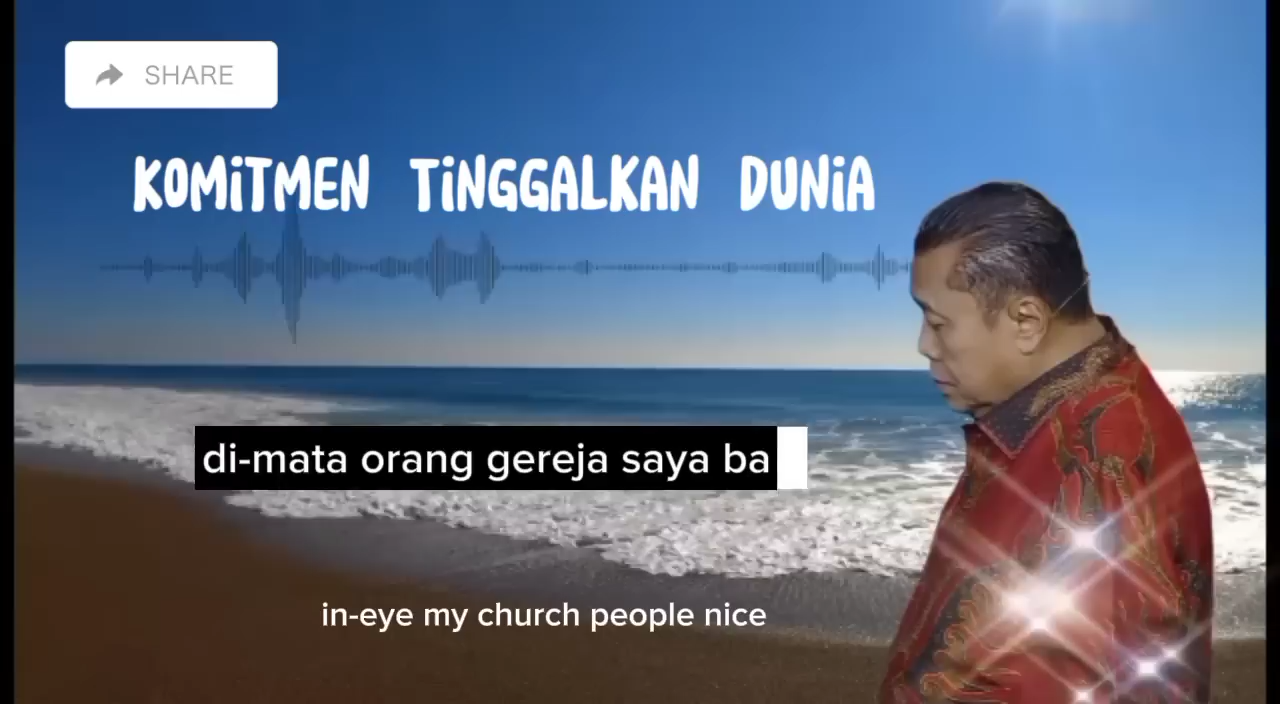 SHARE
KOMiTMEN TiNGGALKAN DUNiA
di-mata orang gereja saya ba
in-eye my church people nice